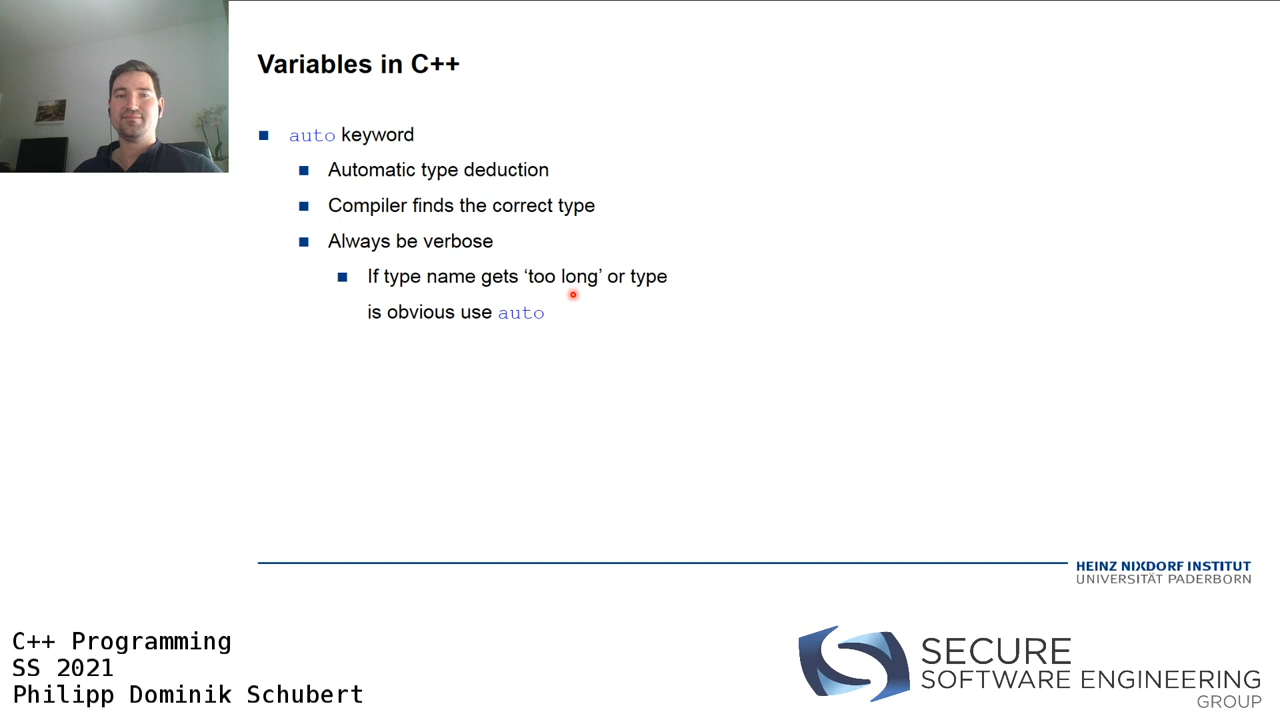 Variables in C++
auto keyword
Automatic type deduction
Compiler finds the correct type
Always be verbose
If type name gets ‘too long’ or type
is obvious use auto
HEINZ NIXDORF INSTITUT
UNIVERSITÄT PADERBORN
C++ Programming
SS 2021
Philipp Dominik Schubert
SECURE
SOFTWARE ENGINEERING
GROUP